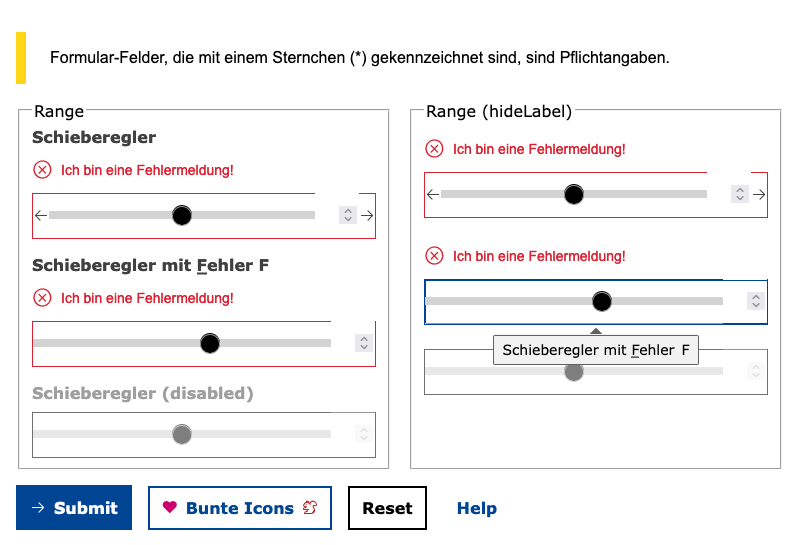 Formular-Felder, die mit einem Sternchen (*) gekennzeichnet sind, sind Pflichtangaben.
Range
Schieberegler
Ich bin eine Fehlermeldung!
Schieberegler mit Fehler F
Ich bin eine Fehlermeldung!
Schieberegler (disabled)
Range (hideLabel)
Ich bin eine Fehlermeldung!
Ich bin eine Fehlermeldung!
Schieberegler mit Fehler F
Submit
Bunte Icons
Reset
Help